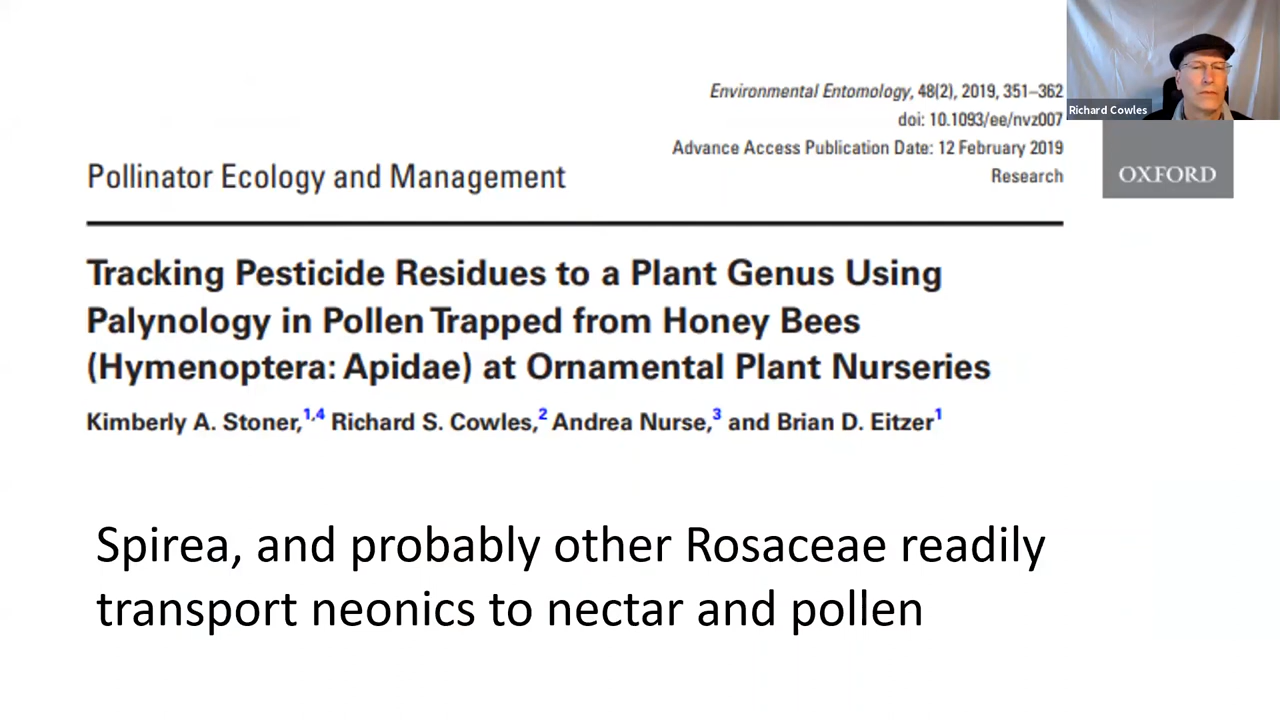 Environmental Entomology, 48(2), 2019, 351–362
doi: 10.1093/ee/nvz007
Advance Access Publication Date: 12 February 2019
Research
Richard Cowles
OXFORD
Pollinator Ecology and Management
Tracking Pesticide Residues to a Plant Genus Using
Palynology in Pollen Trapped from Honey Bees
(Hymenoptera: Apidae) at Ornamental Plant Nurseries
Kimberly A. Stoner,1,4 Richard S. Cowles,2 Andrea Nurse,3 and Brian D. Eitzer1
Spirea, and probably other Rosaceae readily
transport neonics to nectar and pollen